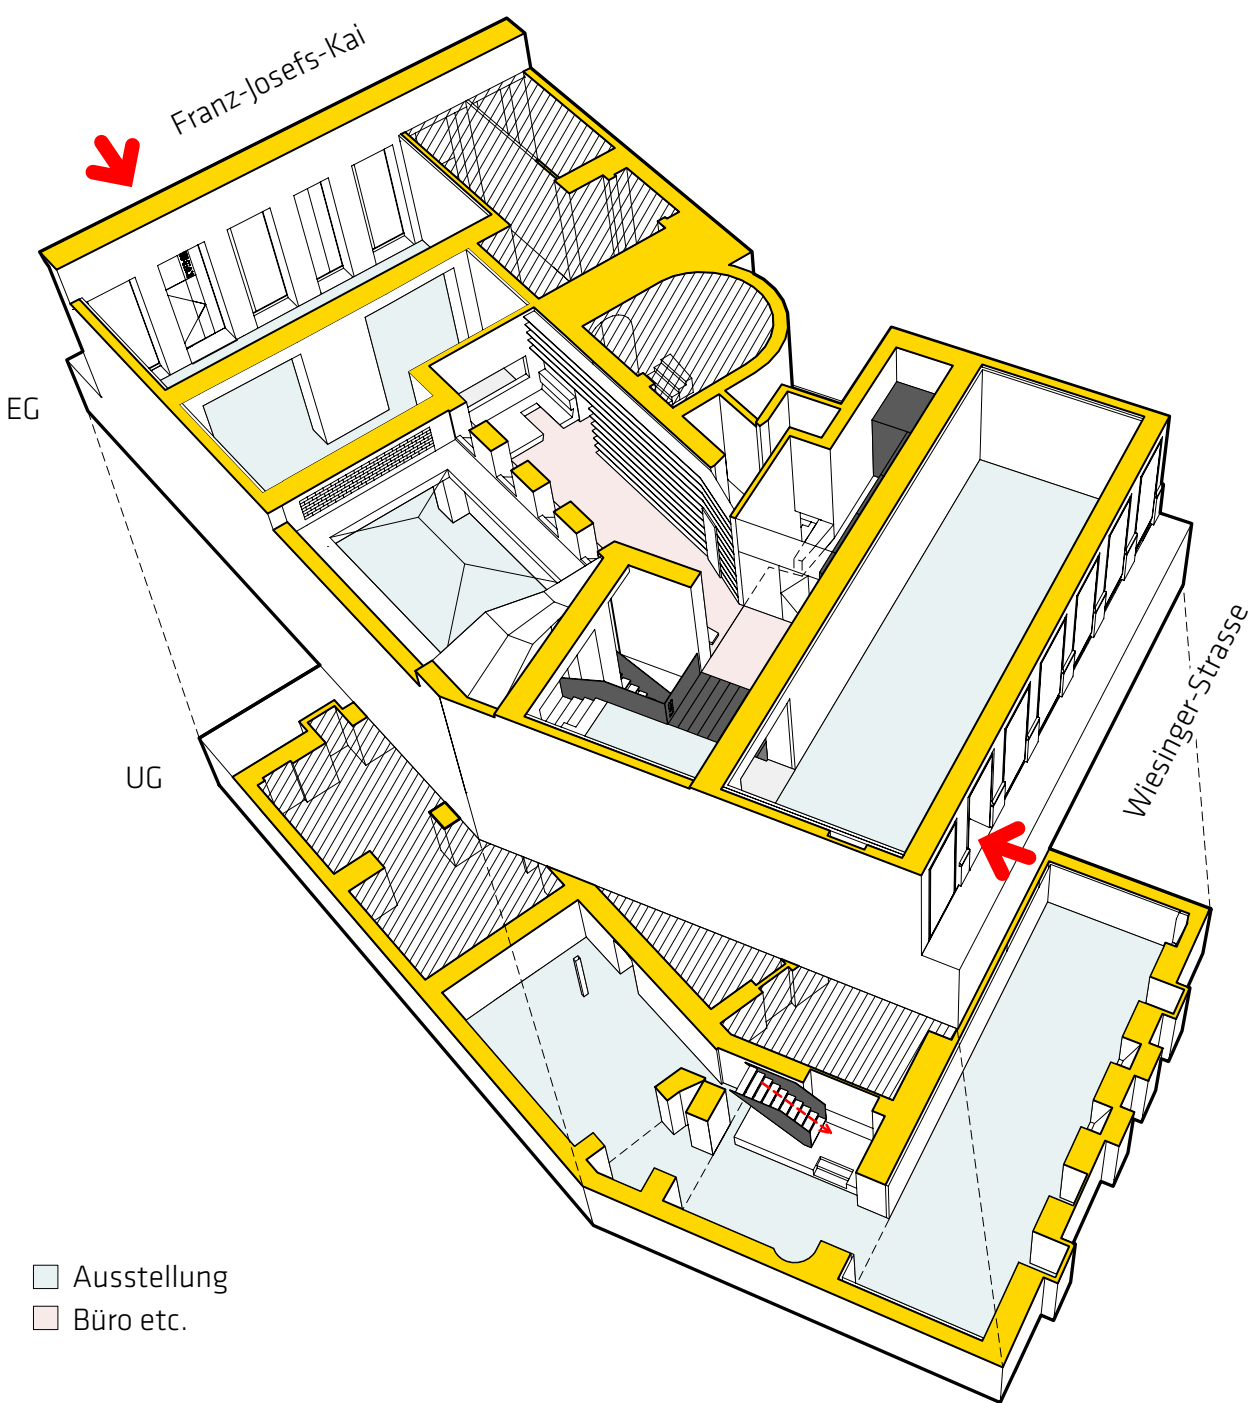 Franz-Josefs-Kai
EG
Wiesinger-Strasse
UG
Ausstellung
Büro etc.